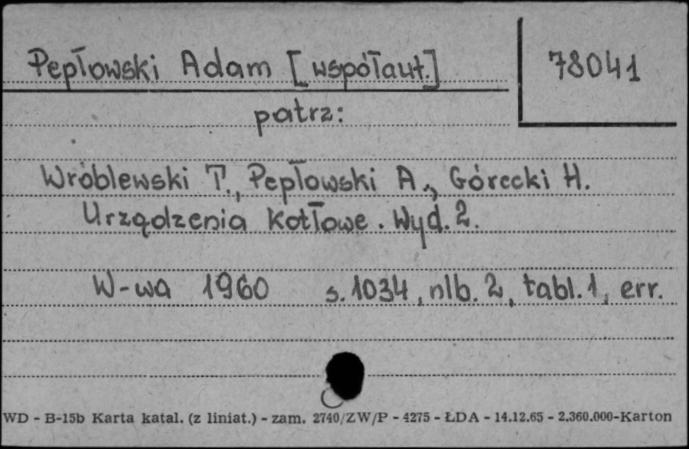 Pepłowski Adam [współaut.]
78041
patrz:
Wróblewski T., Pepłowski A., Górecki H.
Urządzenia kotłowe. Wyd. 2.
W-wa 1960 s. 1034, nlb. 2, tabl. 1, err.
WD - B-15b Karta katal. (z liniat.) - zam. 2740/ZW/P - 4275 - ŁDA - 14.12.65 - 2.360.000-Karton